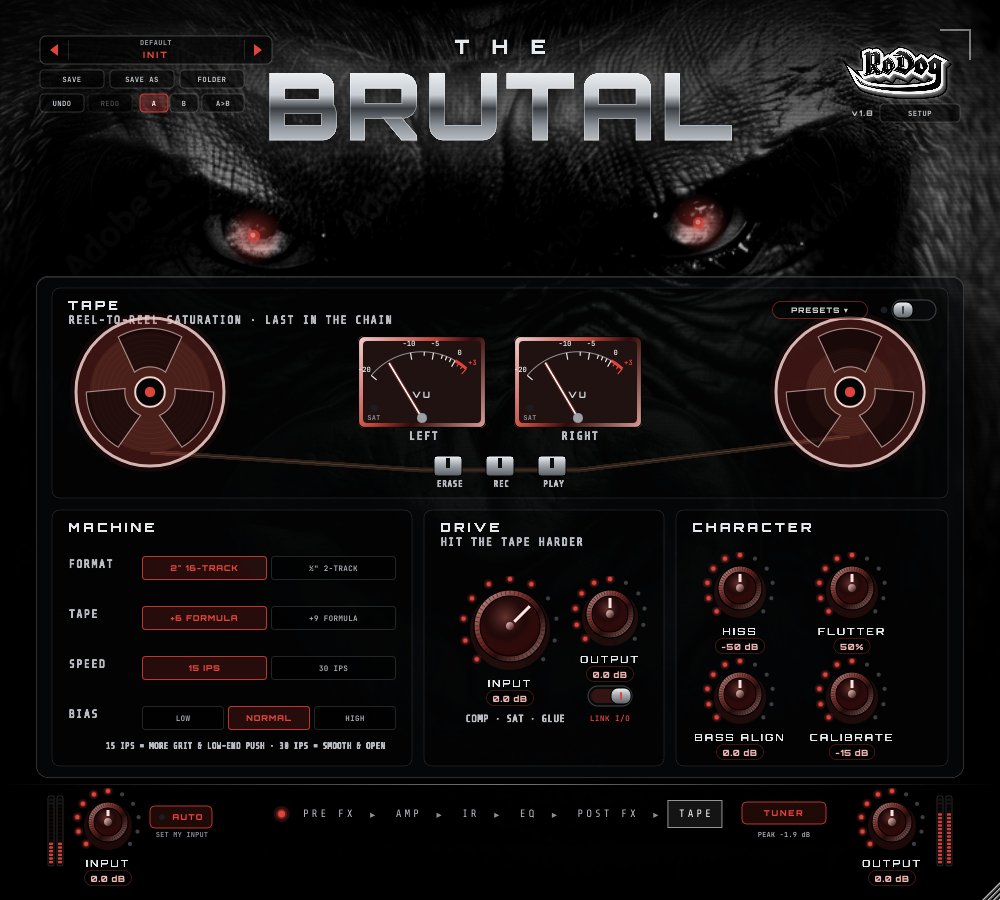 DEFAULT
INIT
SAVE SAVE AS FOLDER
UNDO REDO A B A>B
THE
BRUTAL
RoDog
v1.8 SETUP
TAPE
REEL-TO-REEL SATURATION · LAST IN THE CHAIN
PRESETS ▾
-20 -10 -5 0 +3
VU
SAT
LEFT
-20 -10 -5 0 +3
VU
SAT
RIGHT
ERASE REC PLAY
MACHINE
FORMAT 2" 16-TRACK ½" 2-TRACK
TAPE +6 FORMULA +9 FORMULA
SPEED 15 IPS 30 IPS
BIAS LOW NORMAL HIGH
15 IPS = MORE GRIT & LOW-END PUSH · 30 IPS = SMOOTH & OPEN
DRIVE
HIT THE TAPE HARDER
INPUT
0.0 dB
OUTPUT
0.0 dB
LINK I/O
COMP · SAT · GLUE
CHARACTER
HISS
-50 dB
FLUTTER
50%
BASS ALIGN
0.0 dB
CALIBRATE
-15 dB
INPUT
0.0 dB
AUTO
SET MY INPUT
PRE FX ▸ AMP ▸ IR ▸ EQ ▸ POST FX ▸ TAPE
TUNER
PEAK -1.9 dB
OUTPUT
0.0 dB